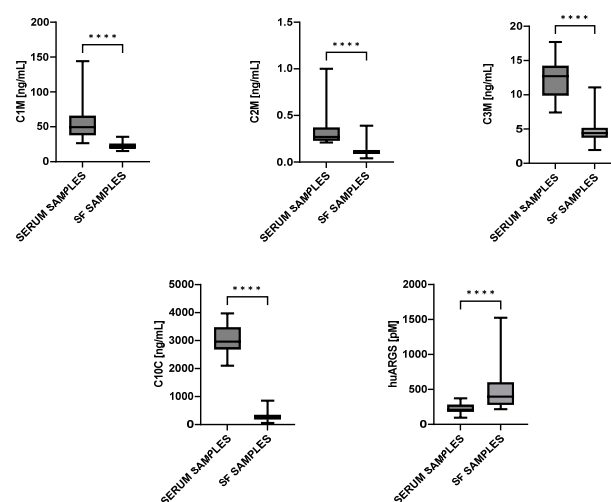 ****
200
150
100
50
0
C1M [ng/mL]
SERUM SAMPLES
SF SAMPLES
****
1.5
1.0
0.5
0.0
C2M [ng/mL]
SERUM SAMPLES
SF SAMPLES
****
20
15
10
5
0
C3M [ng/mL]
SERUM SAMPLES
SF SAMPLES
****
5000
4000
3000
2000
1000
0
C10C [ng/mL]
SERUM SAMPLES
SF SAMPLES
****
2000
1500
1000
500
0
huARGS [pM]
SERUM SAMPLES
SF SAMPLES